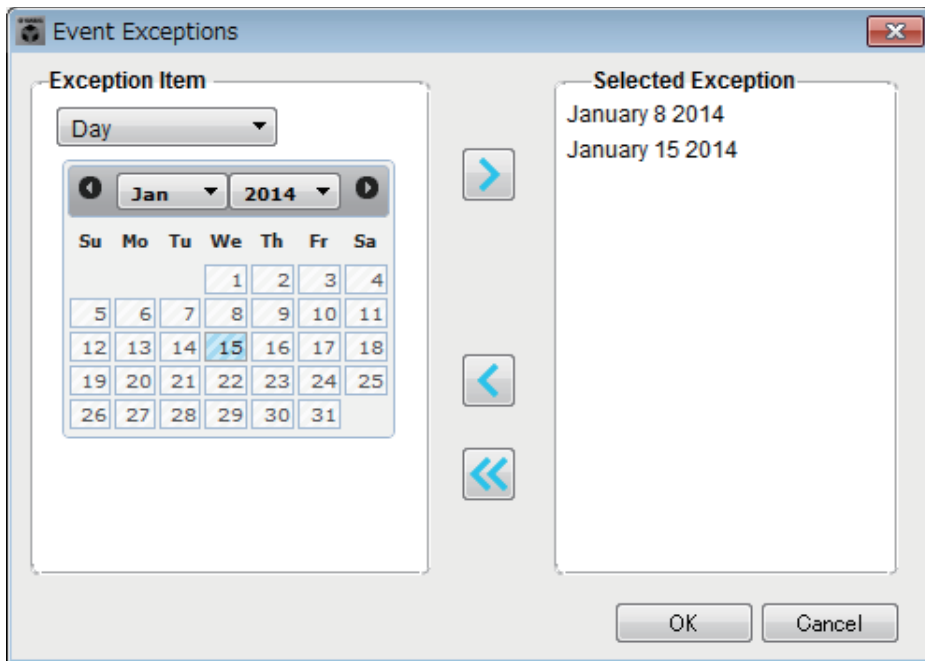 Event Exceptions
Exception Item
Day
Jan 2014
Su Mo Tu We Th Fr Sa
1 2 3 4
5 6 7 8 9 10 11
12 13 14 15 16 17 18
19 20 21 22 23 24 25
26 27 28 29 30 31
Selected Exception
January 8 2014
January 15 2014
OK Cancel